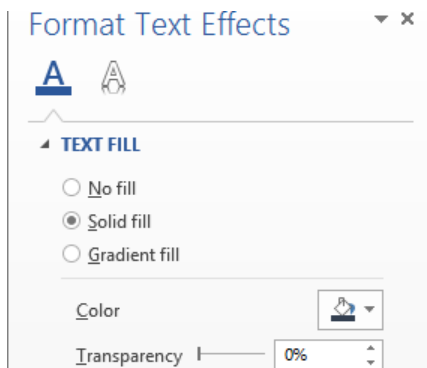 Format Text Effects
A A
TEXT FILL
No fill
Solid fill
Gradient fill
Color
Transparency 0%